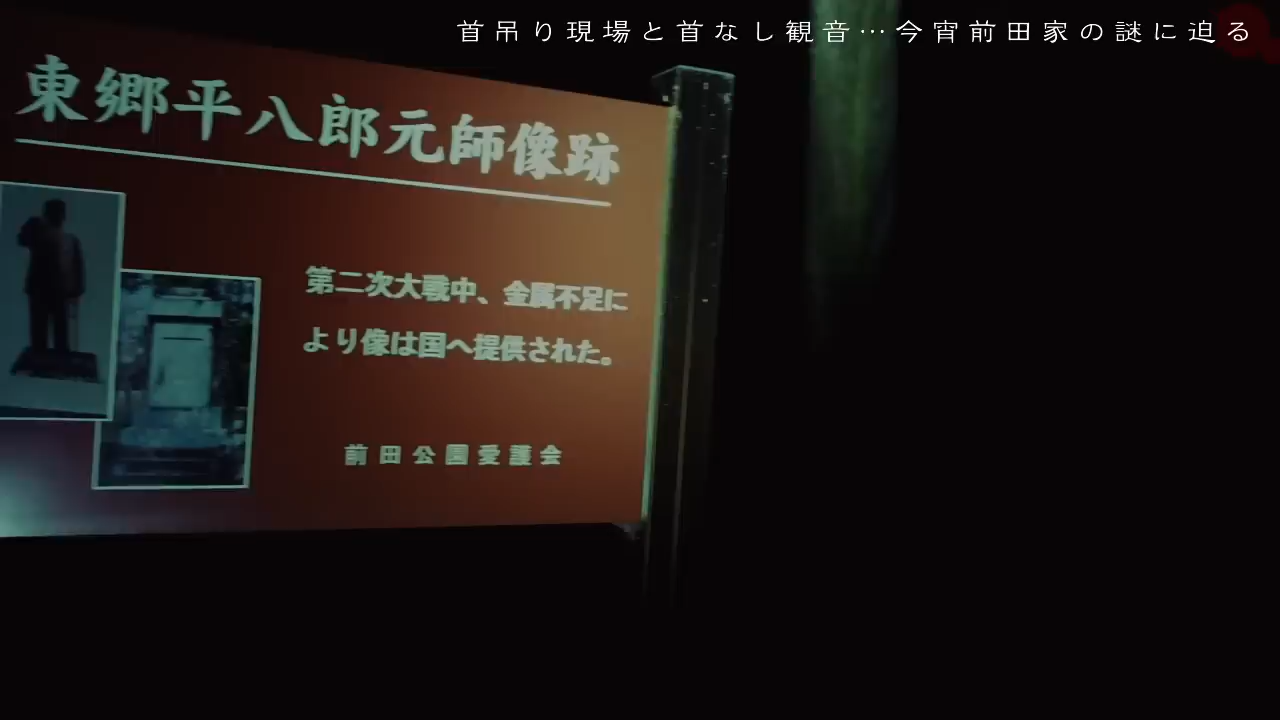 首吊り現場と首なし観音…今宵前田家の謎に迫る
東郷平八郎元師像跡
第二次大戦中、金属不足に
より像は国へ提供された。
前田公園愛護会